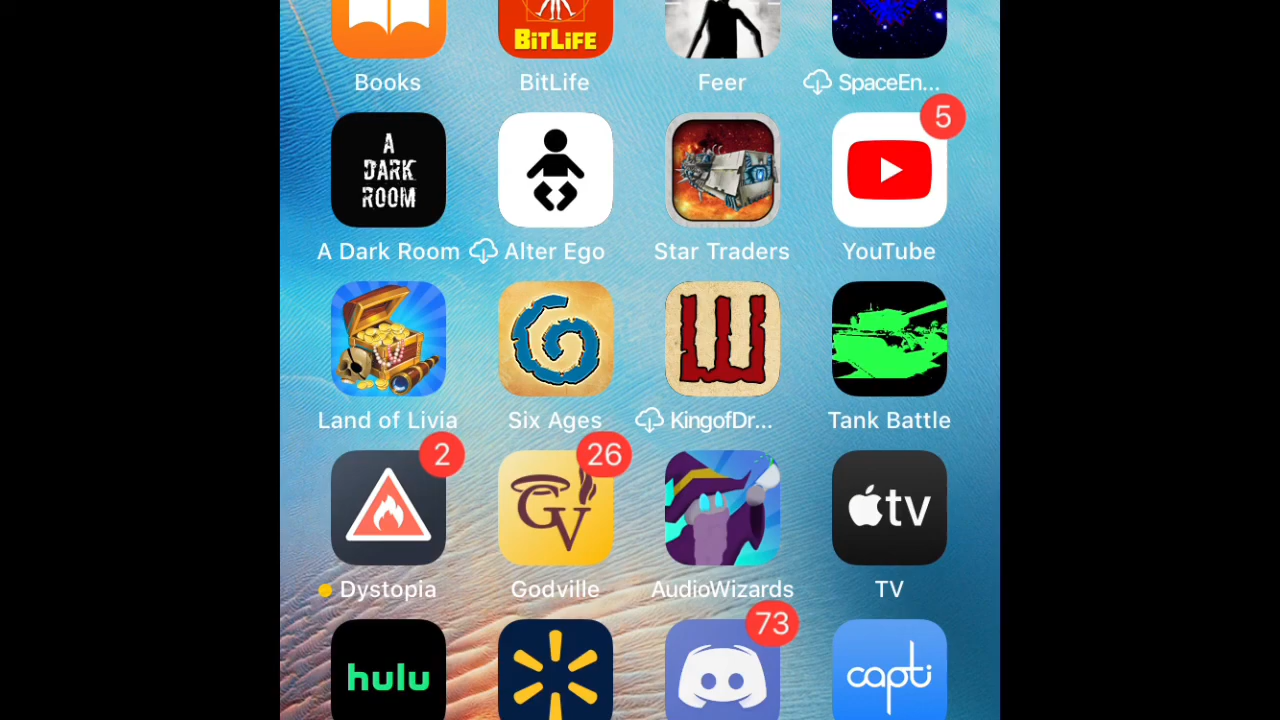 BITLIFE
Books
BitLife
Feer
SpaceEn...
5
A
DARK
ROOM
A Dark Room
Alter Ego
Star Traders
YouTube
Land of Livia
Six Ages
KingofDr...
Tank Battle
2
26
GV
tv
Dystopia
Godville
AudioWizards
TV
73
hulu
capti